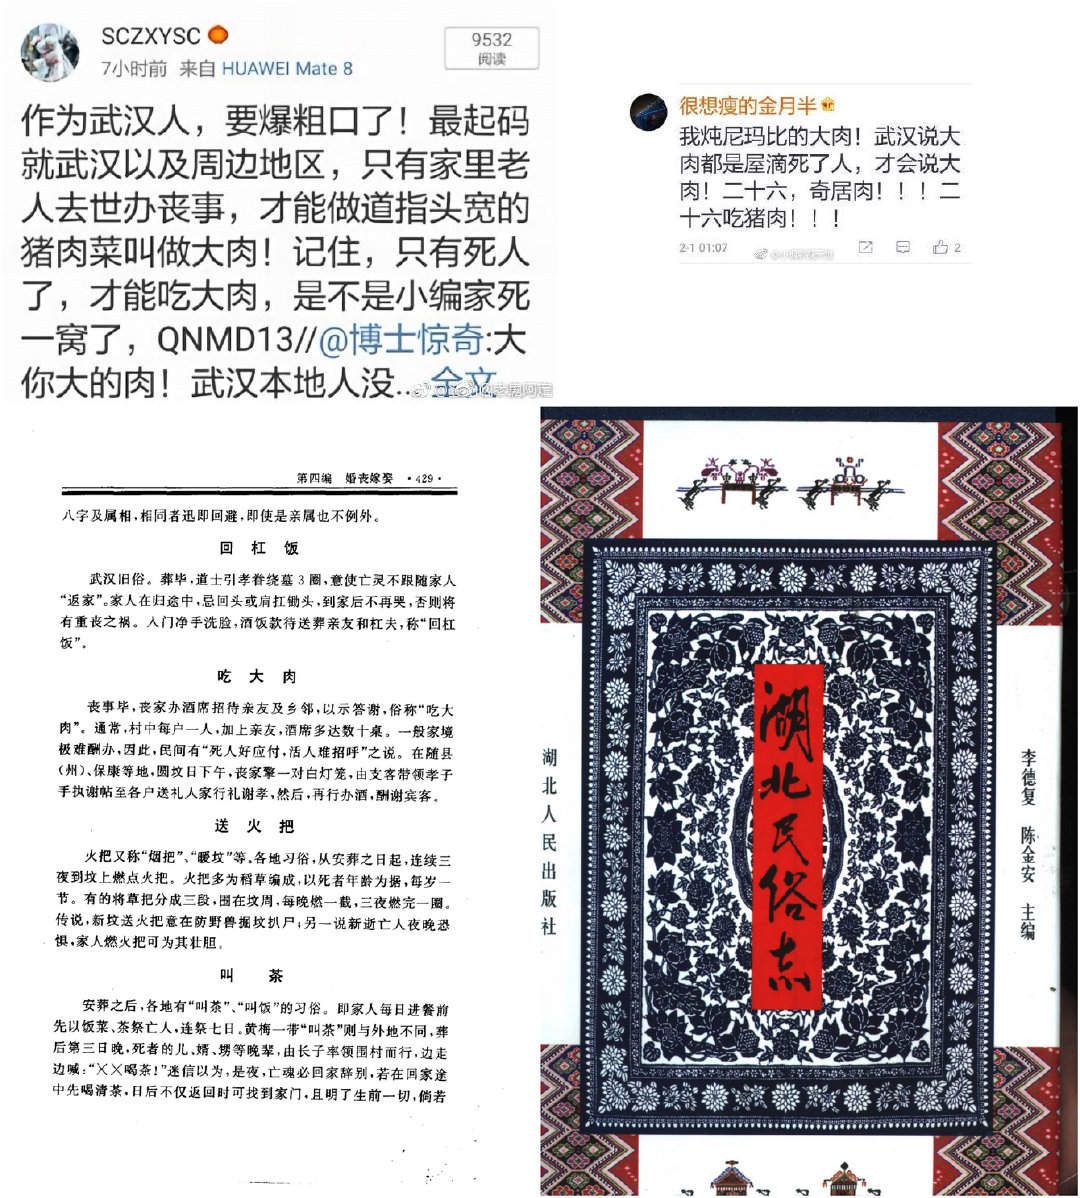 SCZXYSC
9532
阅读
7小时前 来自 HUAWEI Mate 8
作为武汉人，要爆粗口了！最起码
就武汉以及周边地区，只有家里老
人去世办丧事，才能做道指头宽的
猪肉菜叫做大肉！记住，只有死人
了，才能吃大肉，是不是小编家死
一窝了，QNMD13//@博士惊奇:大
你大的肉！武汉本地人没... 全文
很想瘦的金月半
我炖尼玛比的大肉！武汉说大
肉都是屋滴死了人，才会说大
肉！二十六，奇居肉！！！二
十六吃猪肉！！！
2-1 01:07
2
第四编 婚丧嫁娶 ·429·
八字及属相，相同者迅即回避，即使是亲属也不例外。
回杠饭
武汉旧俗。葬毕，道士引孝眷绕墓3圈，意使亡灵不跟随家人
“返家”。家人在归途中，忌回头或肩扛锄头，到家后不再哭，否则将
有重丧之祸。入门净手洗脸，酒饭款待送葬亲友和杠夫，称“回杠
饭”。
吃大肉
丧事毕，丧家办酒席招待亲友及乡邻，以示答谢，俗称“吃大
肉”。通常，村中每户一人，加上亲友，酒席多达数十桌。一般家境
极难酬办，因此，民间有“死人好应付，活人难招呼”之说。在随县
（州）、保康等地，圆坟日下午，丧家擎一对白灯笼，由支客带领孝子
手执谢帖至各户送礼人家行礼谢孝，然后，再行办酒，酬谢宾客。
送火把
火把又称“烟把”、“暖坟”等。各地习俗，从安葬之日起，连续三
夜到坟上燃点火把。火把多为稻草编成，以死者年龄为据，每岁一
节。有的将草把分成三段，围在坟周，每晚燃一截，三夜燃完一圈。
传说，新坟送火把意在防野兽掘坟扒尸；另一说新逝亡人夜晚恐
惧，家人燃火把可为其壮胆。
叫茶
安葬之后，各地有“叫茶”、“叫饭”的习俗。即家人每日进餐前
先以饭菜、茶祭亡人，连祭七日。黄梅一带“叫茶”则与外地不同，葬
后第三日晚，死者的儿、婿、甥等晚辈，由长子率领围村而行，边走
边喊：“××喝茶！”迷信以为，是夜，亡魂必回家辞别，若在回家途
中先喝清茶，日后不仅返回时可找到家门，且明了生前一切，倘若
湖北民俗志
李德复 陈金安 主编
湖北人民出版社